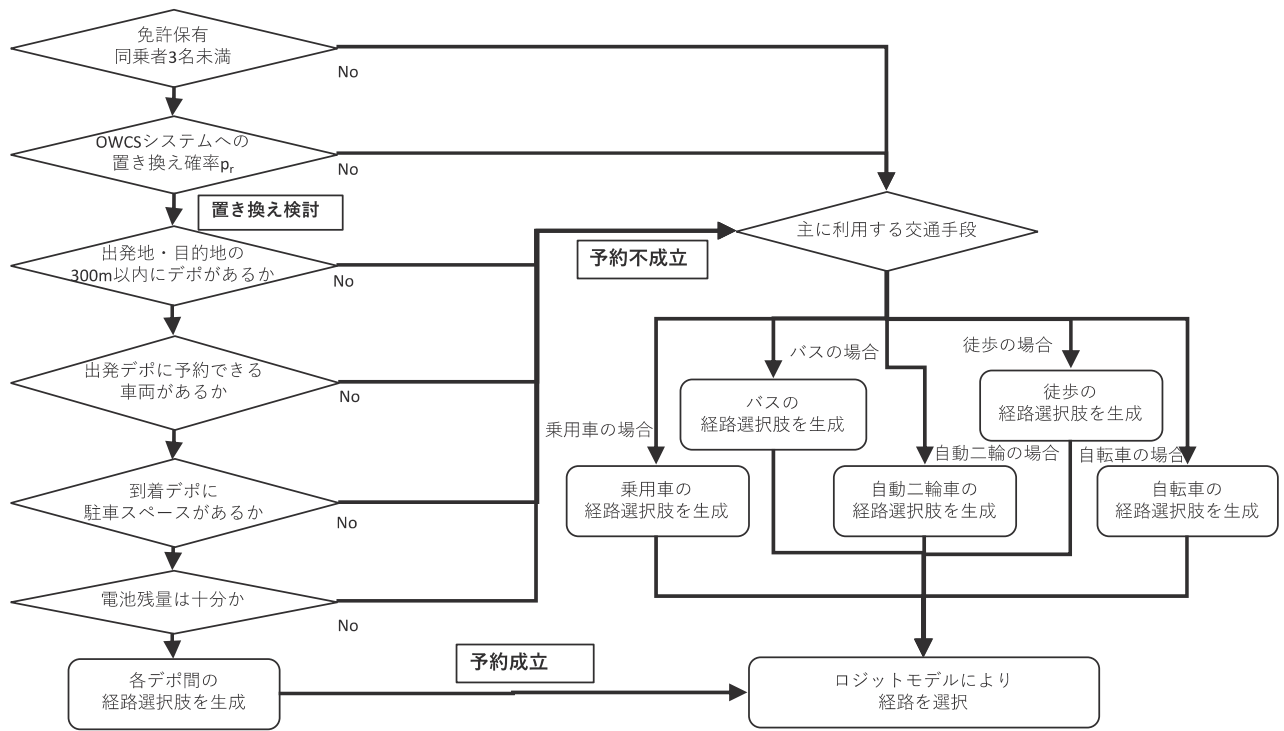 免許保有
同乗者3名未満
No
OWCSシステムへの
置き換え確率pr
No
置き換え検討
出発地・目的地の
300m以内にデポがあるか
No
出発デポに予約できる
車両があるか
No
到着デポに
駐車スペースがあるか
No
電池残量は十分か
No
各デポ間の
経路選択肢を生成
予約成立
予約不成立
主に利用する交通手段
乗用車の場合
バスの場合
自動二輪の場合
徒歩の場合
自転車の場合
乗用車の
経路選択肢を生成
バスの
経路選択肢を生成
自動二輪車の
経路選択肢を生成
徒歩の
経路選択肢を生成
自転車の
経路選択肢を生成
ロジットモデルにより
経路を選択